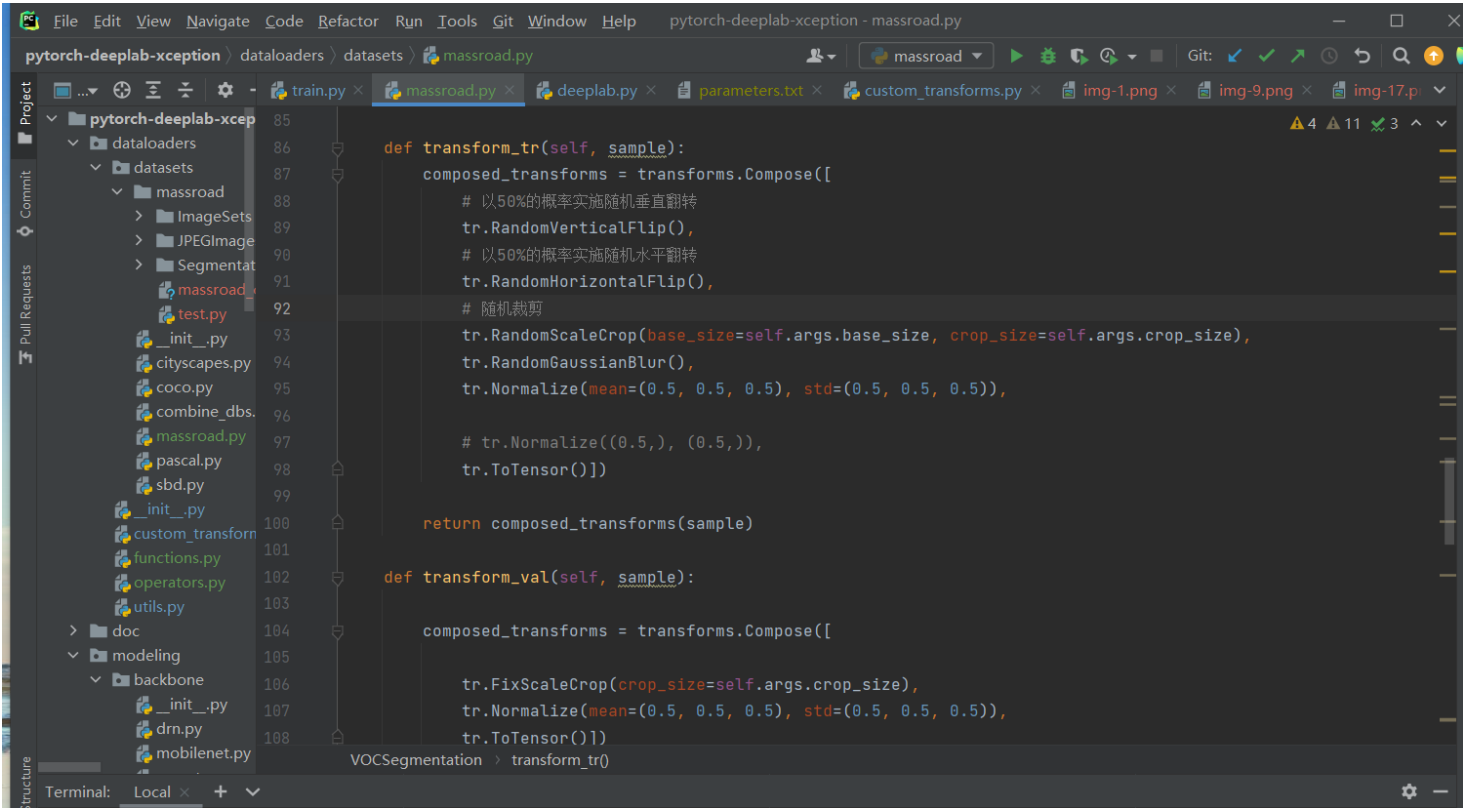 File Edit View Navigate Code Refactor Run Tools Git Window Help pytorch-deeplab-xception - massroad.py
pytorch-deeplab-xception 〉 dataloaders 〉 datasets 〉 massroad.py massroad Git:
... train.py massroad.py deeplab.py parameters.txt custom_transforms.py img-1.png img-9.png img-17.p
Project
Commit
Pull Requests
Structure
pytorch-deeplab-xcep
dataloaders
datasets
massroad
ImageSets
JPEGImage
Segmentat
massroad_
test.py
__init__.py
cityscapes.py
coco.py
combine_dbs.
massroad.py
pascal.py
sbd.py
__init__.py
custom_transforn
functions.py
operators.py
utils.py
doc
modeling
backbone
__init__.py
drn.py
mobilenet.py
4 11 3
85
86 def transform_tr(self, sample):
87 composed_transforms = transforms.Compose([
88 # 以50%的概率实施随机垂直翻转
89 tr.RandomVerticalFlip(),
90 # 以50%的概率实施随机水平翻转
91 tr.RandomHorizontalFlip(),
92 # 随机裁剪
93 tr.RandomScaleCrop(base_size=self.args.base_size, crop_size=self.args.crop_size),
94 tr.RandomGaussianBlur(),
95 tr.Normalize(mean=(0.5, 0.5, 0.5), std=(0.5, 0.5, 0.5)),
96
97 # tr.Normalize((0.5,), (0.5,)),
98 tr.ToTensor()])
99
100 return composed_transforms(sample)
101
102 def transform_val(self, sample):
103
104 composed_transforms = transforms.Compose([
105
106 tr.FixScaleCrop(crop_size=self.args.crop_size),
107 tr.Normalize(mean=(0.5, 0.5, 0.5), std=(0.5, 0.5, 0.5)),
108 tr.ToTensor()])
VOCSegmentation 〉 transform_tr()
Terminal: Local